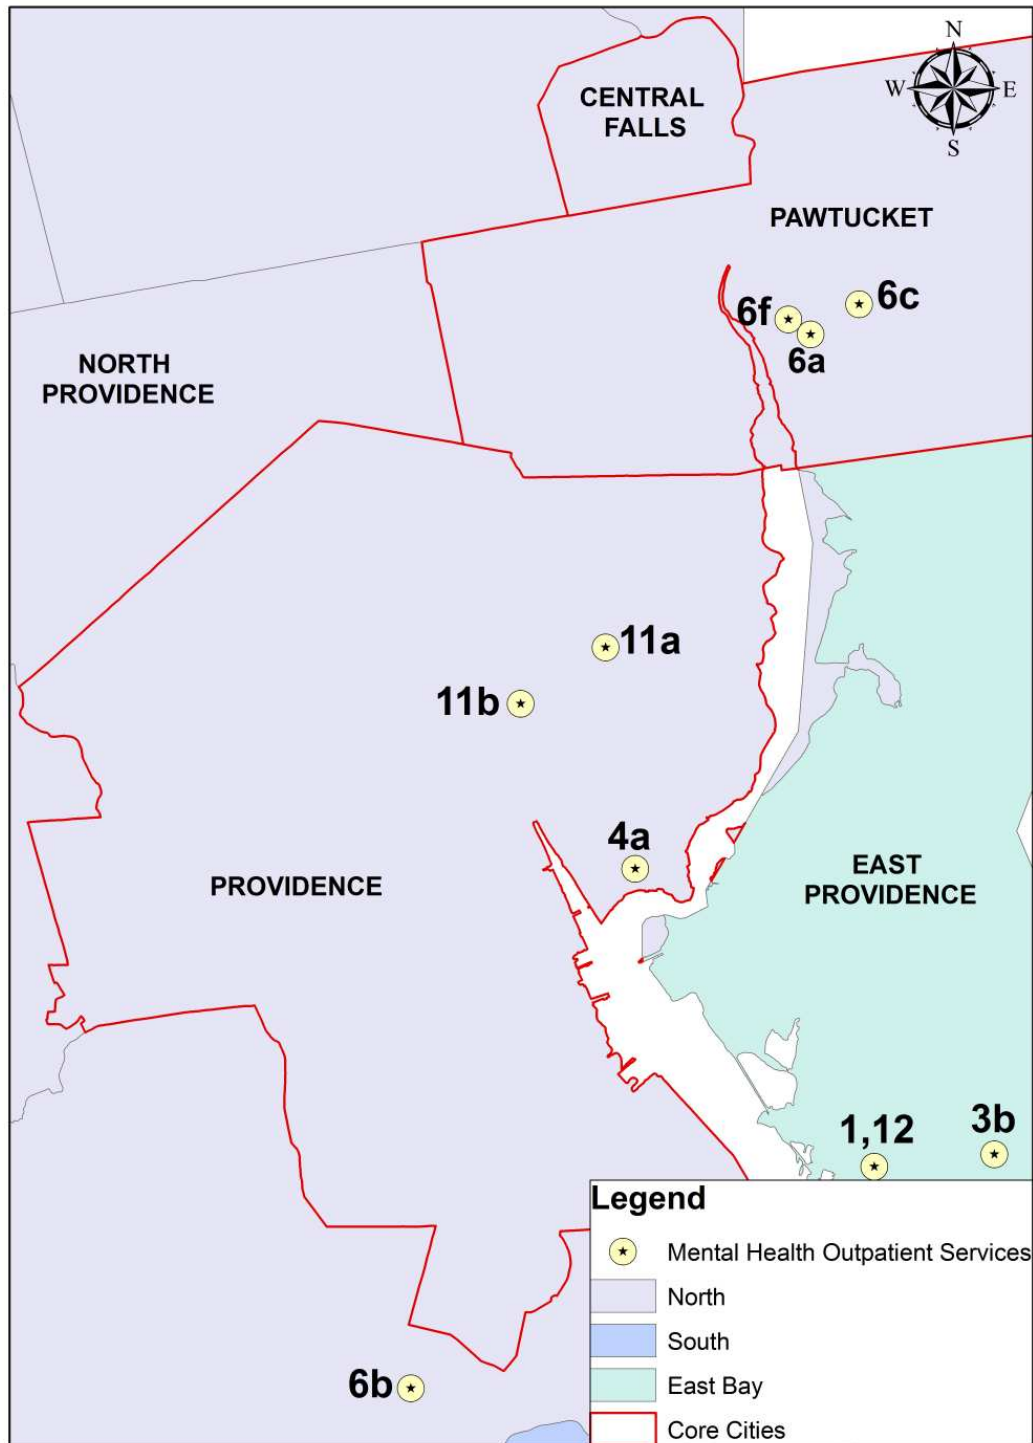 N
W
E
S
CENTRAL
FALLS
PAWTUCKET
6c
6f
6a
NORTH
PROVIDENCE
11a
11b
4a
PROVIDENCE
EAST
PROVIDENCE
1,12
3b
6b
Legend
Mental Health Outpatient Services
North
South
East Bay
Core Cities